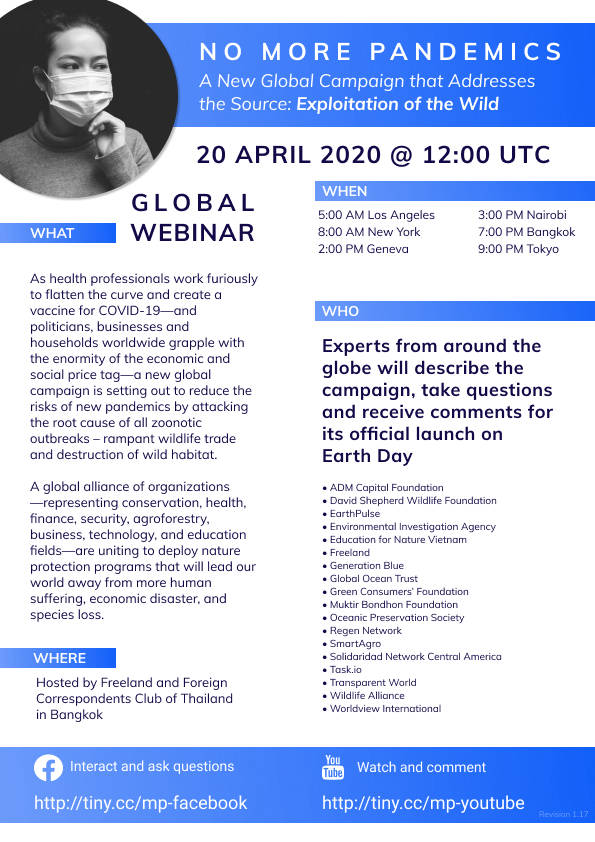 NO MORE PANDEMICS
A New Global Campaign that Addresses
the Source: Exploitation of the Wild
20 APRIL 2020 @ 12:00 UTC
GLOBAL
WEBINAR
WHAT
As health professionals work furiously
to flatten the curve and create a
vaccine for COVID-19—and
politicians, businesses and
households worldwide grapple with
the enormity of the economic and
social price tag—a new global
campaign is setting out to reduce the
risks of new pandemics by attacking
the root cause of all zoonotic
outbreaks – rampant wildlife trade
and destruction of wild habitat.
A global alliance of organizations
—representing conservation, health,
finance, security, agroforestry,
business, technology, and education
fields—are uniting to deploy nature
protection programs that will lead our
world away from more human
suffering, economic disaster, and
species loss.
WHERE
Hosted by Freeland and Foreign
Correspondents Club of Thailand
in Bangkok
WHEN
5:00 AM Los Angeles
8:00 AM New York
2:00 PM Geneva
3:00 PM Nairobi
7:00 PM Bangkok
9:00 PM Tokyo
WHO
Experts from around the
globe will describe the
campaign, take questions
and receive comments for
its official launch on
Earth Day
• ADM Capital Foundation
• David Shepherd Wildlife Foundation
• EarthPulse
• Environmental Investigation Agency
• Education for Nature Vietnam
• Freeland
• Generation Blue
• Global Ocean Trust
• Green Consumers' Foundation
• Muktir Bondhon Foundation
• Oceanic Preservation Society
• Regen Network
• SmartAgro
• Solidaridad Network Central America
• Task.io
• Transparent World
• Wildlife Alliance
• Worldview International
Interact and ask questions
http://tiny.cc/mp-facebook
You
Tube
Watch and comment
http://tiny.cc/mp-youtube
Revision 1.17